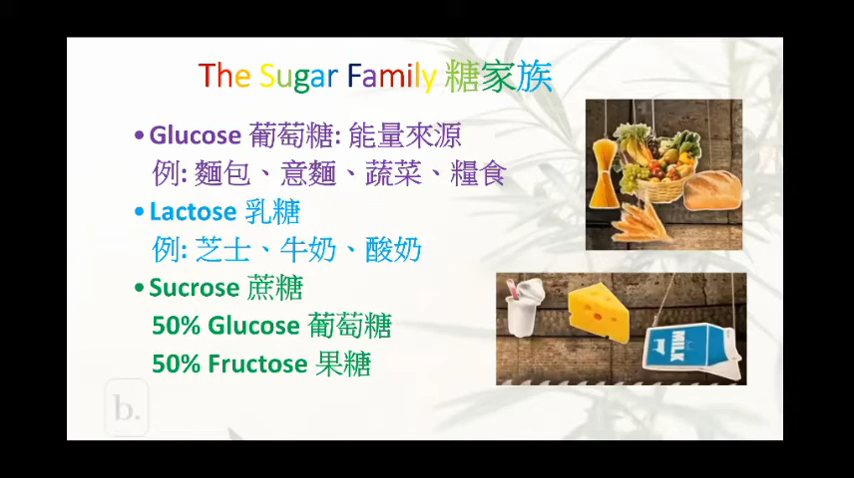 The Sugar Family 糖家族
•Glucose 葡萄糖: 能量來源
例: 麵包、意麵、蔬菜、糧食
•Lactose 乳糖
例: 芝士、牛奶、酸奶
•Sucrose 蔗糖
50% Glucose 葡萄糖
50% Fructose 果糖
MILK
b.